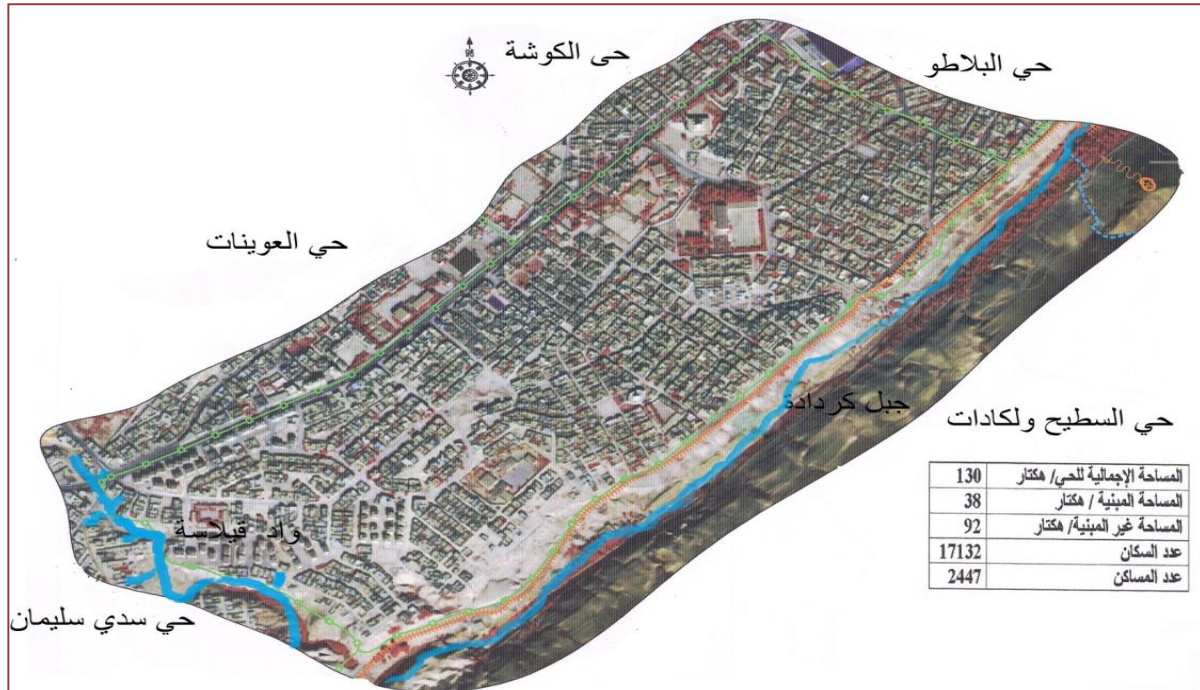 حي البلاطو
حى الكوشة
حي العوينات
جبل كردادة
حي السطيح ولكادات
المساحة الإجمالية للحي/ هكتار 130
المساحة المبنية / هكتار 38
المساحة غير المبنية/ هكتار 92
عدد السكان 17132
عدد المساكن 2447
واد قيلاسة
حي سدي سليمان